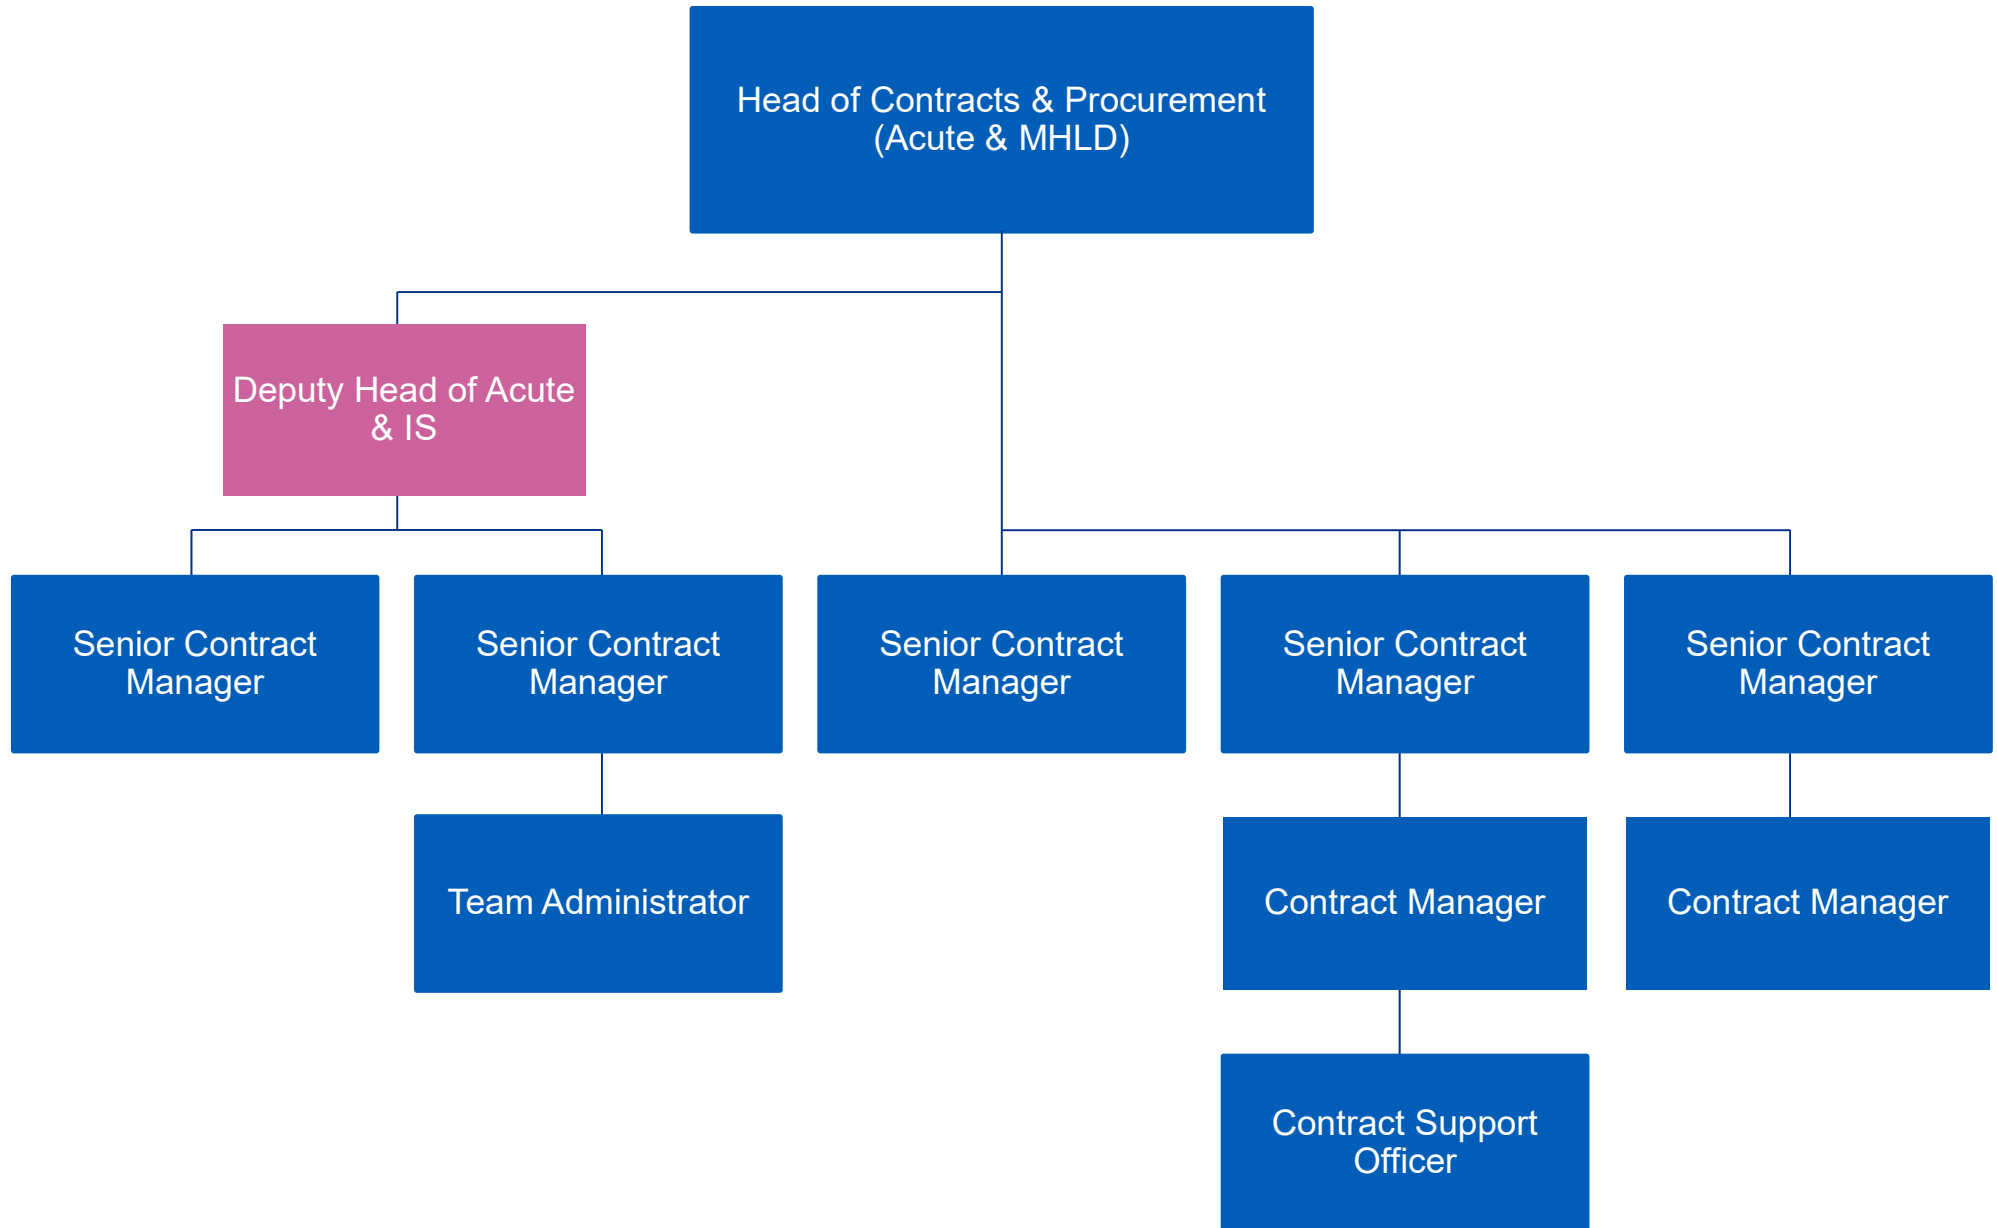 Head of Contracts & Procurement
(Acute & MHLD)
Deputy Head of Acute
& IS
Senior Contract
Manager
Senior Contract
Manager
Senior Contract
Manager
Senior Contract
Manager
Senior Contract
Manager
Team Administrator
Contract Manager
Contract Manager
Contract Support
Officer